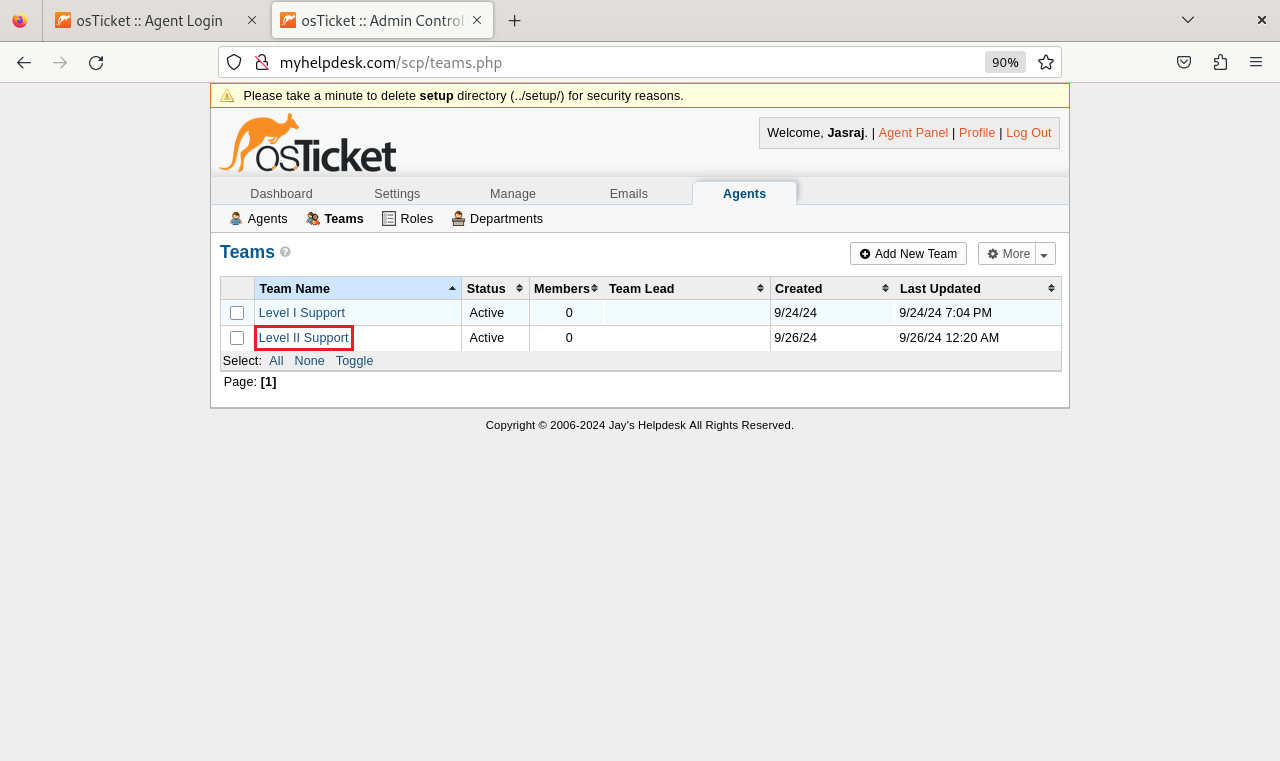 osTicket :: Agent Login
osTicket :: Admin Control
myhelpdesk.com/scp/teams.php
90%
Please take a minute to delete setup directory (../setup/) for security reasons.
osTicket
Welcome, Jasraj. | Agent Panel | Profile | Log Out
Dashboard Settings Manage Emails Agents
Agents Teams Roles Departments
Teams
Add New Team More
Team Name Status Members Team Lead Created Last Updated
Level I Support Active 0 9/24/24 9/24/24 7:04 PM
Level II Support Active 0 9/26/24 9/26/24 12:20 AM
Select: All None Toggle
Page: [1]
Copyright © 2006-2024 Jay's Helpdesk All Rights Reserved.